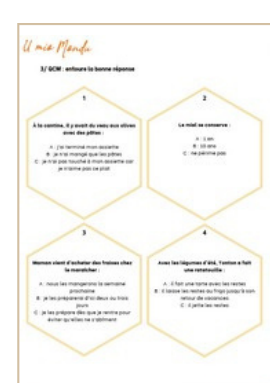 U mio Mondu
3/ QCM : entoure la bonne réponse
1
À la cantine, il y avait du veau aux olives
avec des pâtes :
A : j'ai terminé mon assiette
B : je n'ai mangé que les pâtes
C : je n'ai pas touché à mon assiette car
je n'aime pas ce plat
2
Le miel se conserve :
A : 1 an
B : 10 ans
C : ne périme pas
3
Maman vient d'acheter des fraises chez
le maraîcher :
A : nous les mangerons la semaine
prochaine
B : je les préparerai d'ici deux ou trois
jours
C : je les prépare dès que je rentre pour
éviter qu'elles ne s'abîment
4
Avec les légumes d'été, Tonton a fait
une ratatouille :
A : il fait une tarte avec les restes
B : il laisse les restes au frigo jusqu'à son
retour de vacances
C : il jette les restes